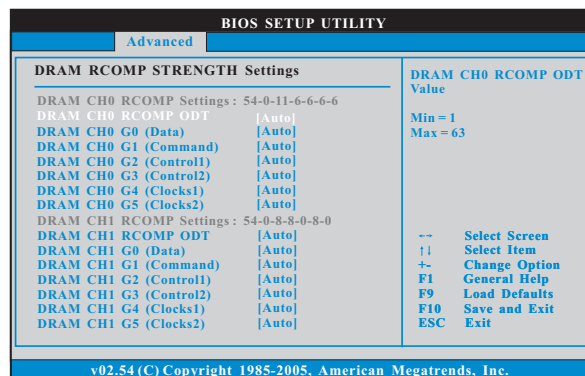 BIOS SETUP UTILITY
Advanced
DRAM RCOMP STRENGTH Settings
DRAM CH0 RCOMP Settings : 54-0-11-6-6-6-6
DRAM CH0 RCOMP ODT [Auto]
DRAM CH0 G0 (Data) [Auto]
DRAM CH0 G1 (Command) [Auto]
DRAM CH0 G2 (Control1) [Auto]
DRAM CH0 G3 (Control2) [Auto]
DRAM CH0 G4 (Clocks1) [Auto]
DRAM CH0 G5 (Clocks2) [Auto]
DRAM CH1 RCOMP Settings : 54-0-8-8-0-8-0
DRAM CH1 RCOMP ODT [Auto]
DRAM CH1 G0 (Data) [Auto]
DRAM CH1 G1 (Command) [Auto]
DRAM CH1 G2 (Control1) [Auto]
DRAM CH1 G3 (Control2) [Auto]
DRAM CH1 G4 (Clocks1) [Auto]
DRAM CH1 G5 (Clocks2) [Auto]
DRAM CH0 RCOMP ODT
Value
Min = 1
Max = 63
←→ Select Screen
↑↓ Select Item
+- Change Option
F1 General Help
F9 Load Defaults
F10 Save and Exit
ESC Exit
v02.54 (C) Copyright 1985-2005, American Megatrends, Inc.